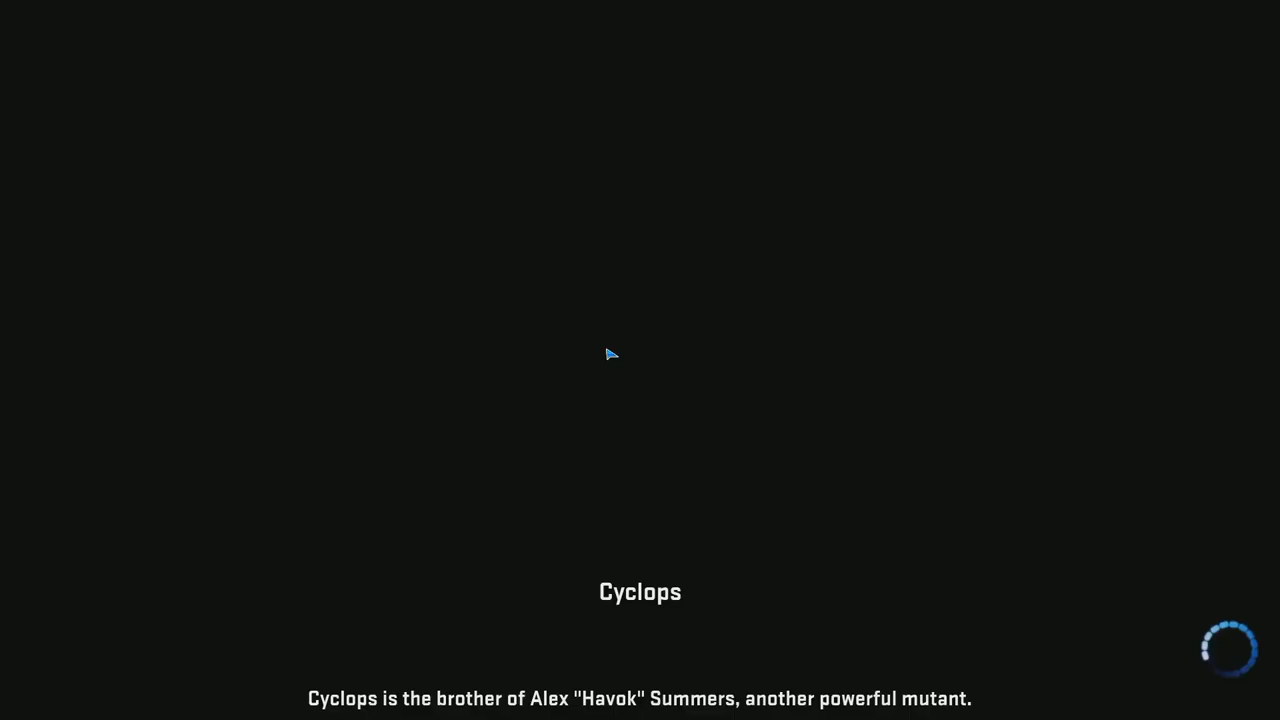 Cyclops
Cyclops is the brother of Alex "Havok" Summers, another powerful mutant.